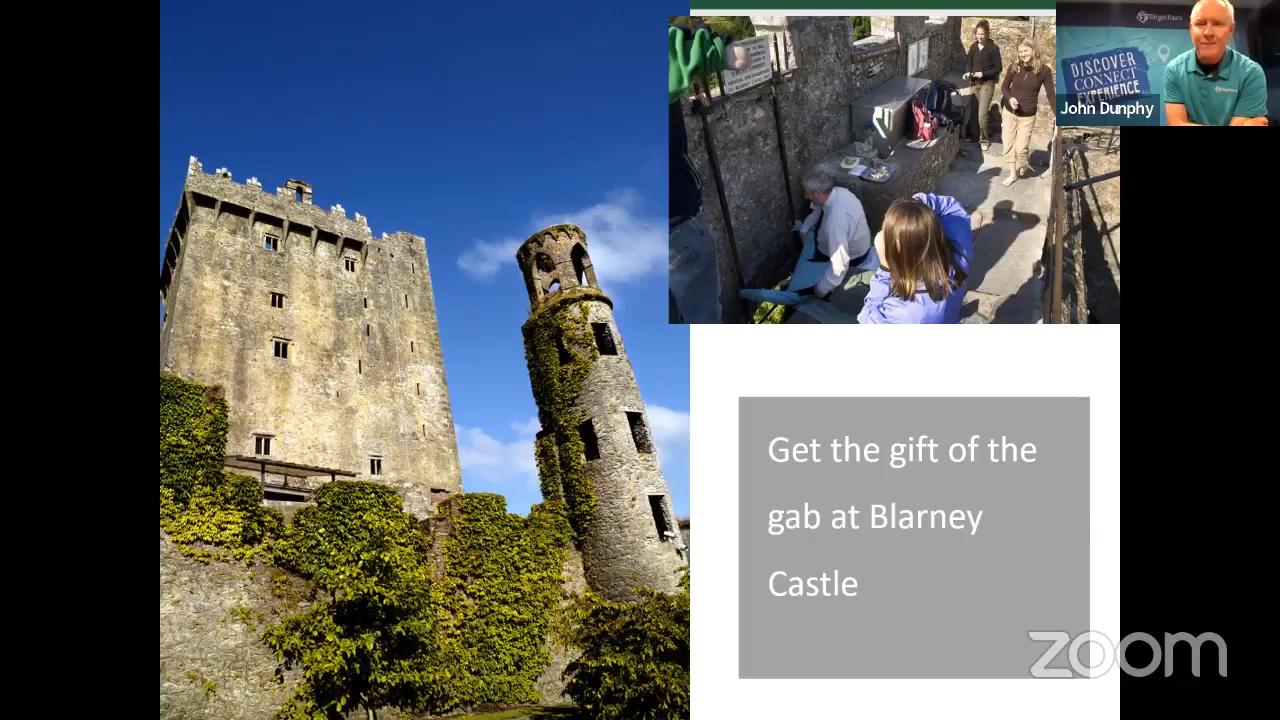 DISCOVER
CONNECT
EXPERIENCE
John Dunphy
Get the gift of the
gab at Blarney
Castle
zoom